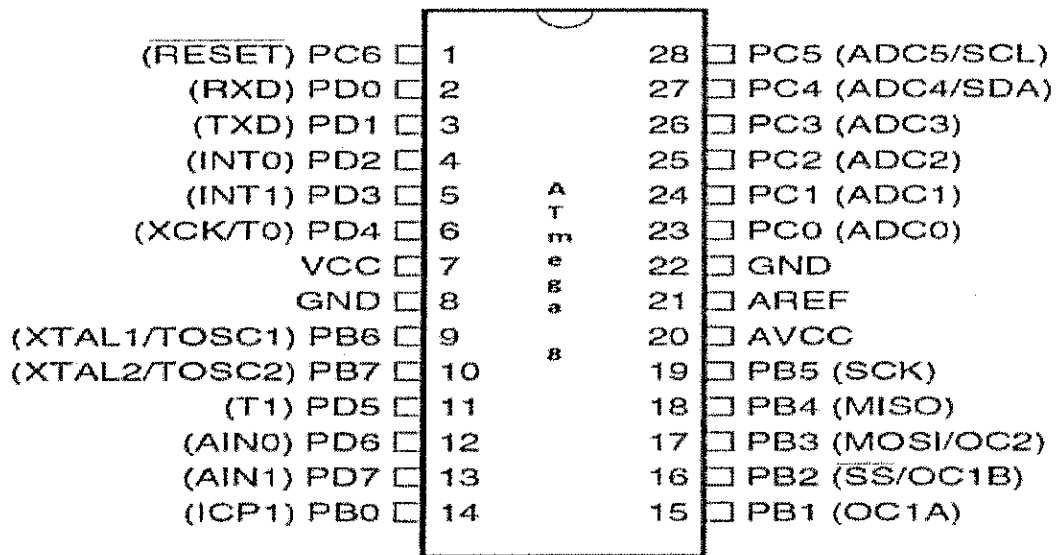 (RESET) PC6 1 28 PC5 (ADC5/SCL)
(RXD) PD0 2 27 PC4 (ADC4/SDA)
(TXD) PD1 3 26 PC3 (ADC3)
(INT0) PD2 4 25 PC2 (ADC2)
(INT1) PD3 5 24 PC1 (ADC1)
(XCK/T0) PD4 6 23 PC0 (ADC0)
VCC 7 22 GND
GND 8 21 AREF
(XTAL1/TOSC1) PB6 9 20 AVCC
(XTAL2/TOSC2) PB7 10 19 PB5 (SCK)
(T1) PD5 11 18 PB4 (MISO)
(AIN0) PD6 12 17 PB3 (MOSI/OC2)
(AIN1) PD7 13 16 PB2 (SS/OC1B)
(ICP1) PB0 14 15 PB1 (OC1A)
ATmega 8